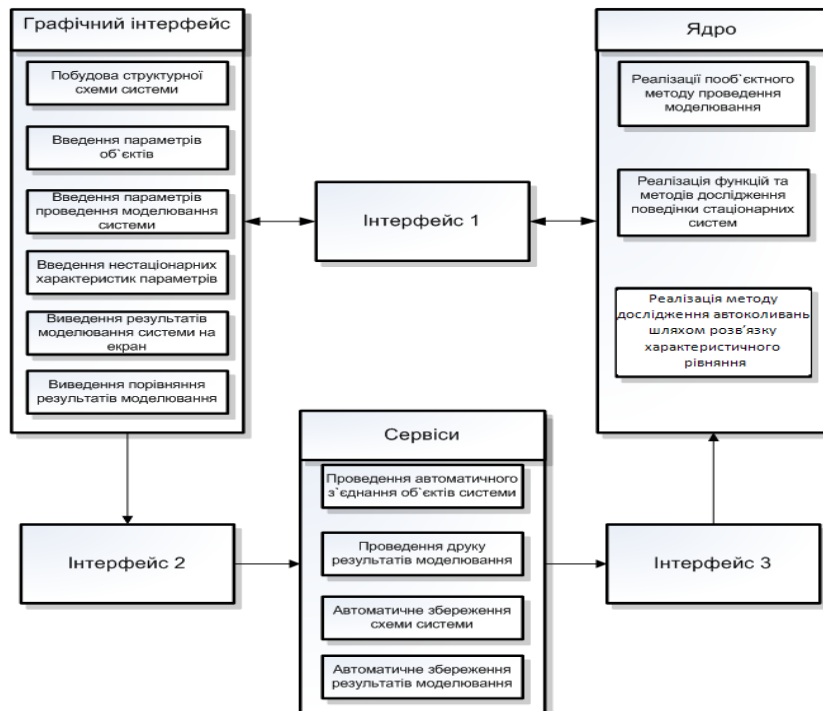 Графічний інтерфейс
Побудова структурної
схеми системи
Введення параметрів
об`єктів
Введення параметрів
проведення моделювання
системи
Введення нестаціонарних
характеристик параметрів
Виведення результатів
моделювання системи на
екран
Виведення порівняння
результатів моделювання
Інтерфейс 1
Ядро
Реалізації пооб`єктного
методу проведення
моделювання
Реалізація функцій та
методів дослідження
поведінки стаціонарних
систем
Реалізація методу
дослідження автоколивань
шляхом розв’язку
характеристичного
рівняння
Інтерфейс 2
Сервіси
Проведення автоматичного
з`єднання об`єктів системи
Проведення друку
результатів моделювання
Автоматичне збереження
схеми системи
Автоматичне збереження
результатів моделювання
Інтерфейс 3